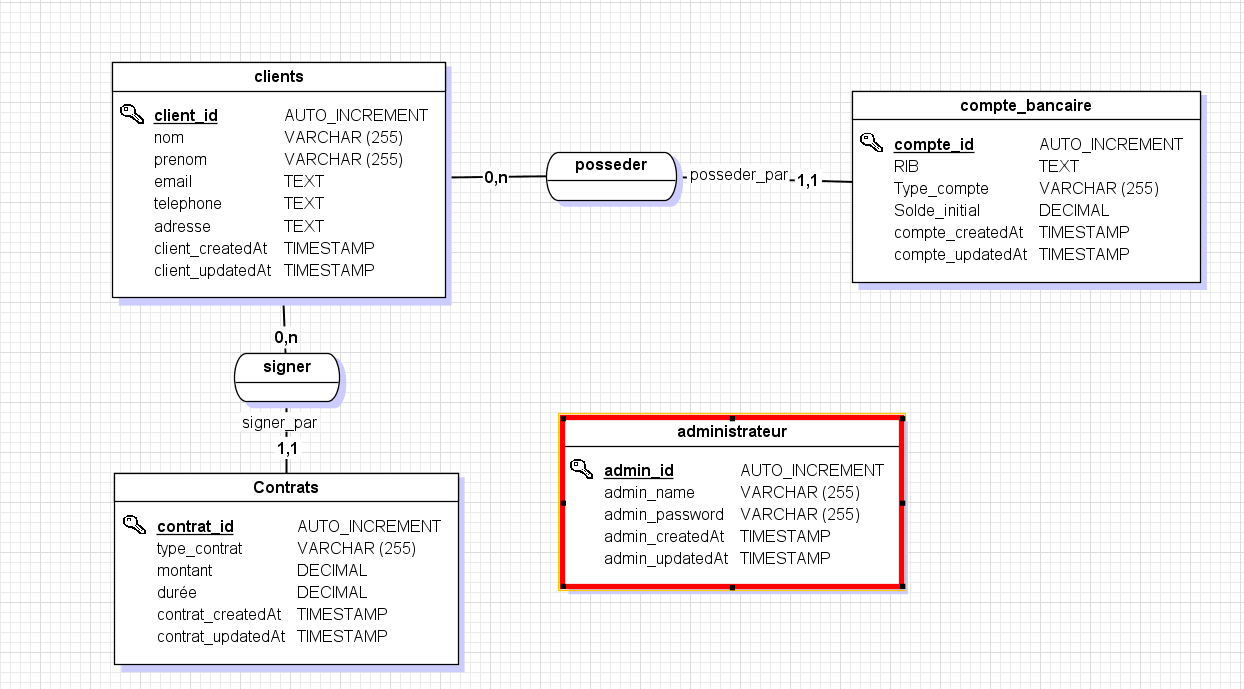 clients
client_id AUTO_INCREMENT
nom VARCHAR (255)
prenom VARCHAR (255)
email TEXT
telephone TEXT
adresse TEXT
client_createdAt TIMESTAMP
client_updatedAt TIMESTAMP
0,n
posseder
posseder_par
1,1
compte_bancaire
compte_id AUTO_INCREMENT
RIB TEXT
Type_compte VARCHAR (255)
Solde_initial DECIMAL
compte_createdAt TIMESTAMP
compte_updatedAt TIMESTAMP
0,n
signer
signer_par
1,1
Contrats
contrat_id AUTO_INCREMENT
type_contrat VARCHAR (255)
montant DECIMAL
durée DECIMAL
contrat_createdAt TIMESTAMP
contrat_updatedAt TIMESTAMP
administrateur
admin_id AUTO_INCREMENT
admin_name VARCHAR (255)
admin_password VARCHAR (255)
admin_createdAt TIMESTAMP
admin_updatedAt TIMESTAMP